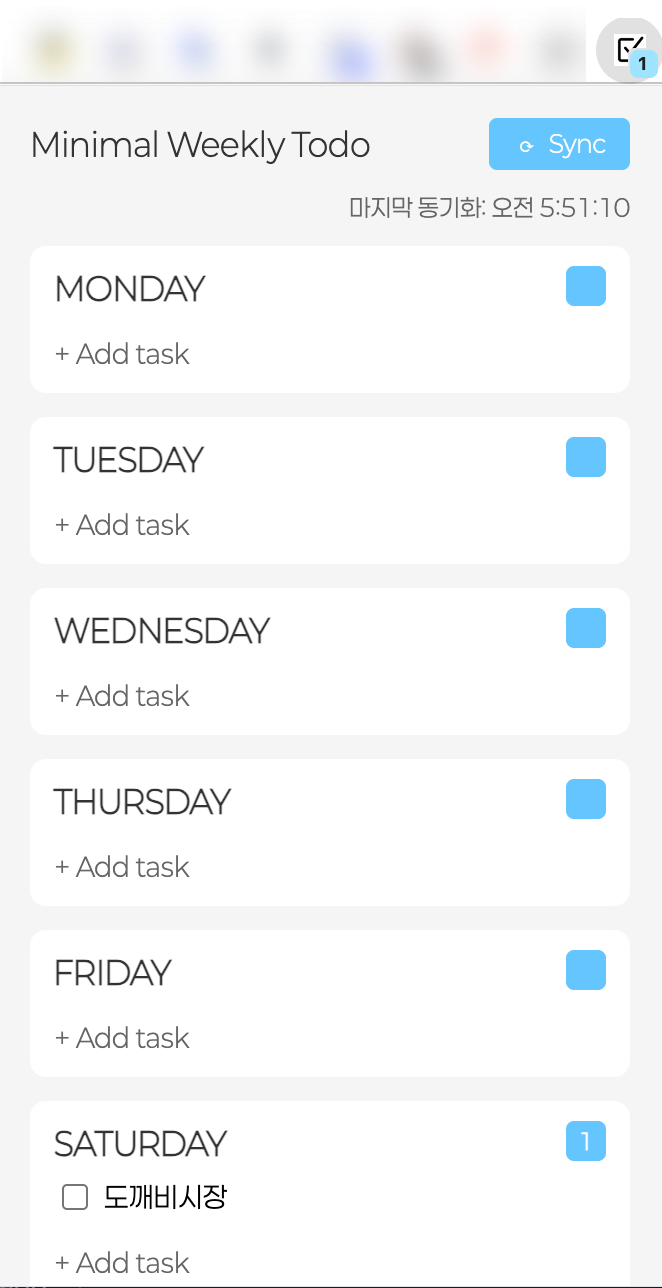 1
Minimal Weekly Todo
⟳ Sync
마지막 동기화: 오전 5:51:10
MONDAY
+ Add task
TUESDAY
+ Add task
WEDNESDAY
+ Add task
THURSDAY
+ Add task
FRIDAY
+ Add task
SATURDAY 1
도깨비시장
+ Add task